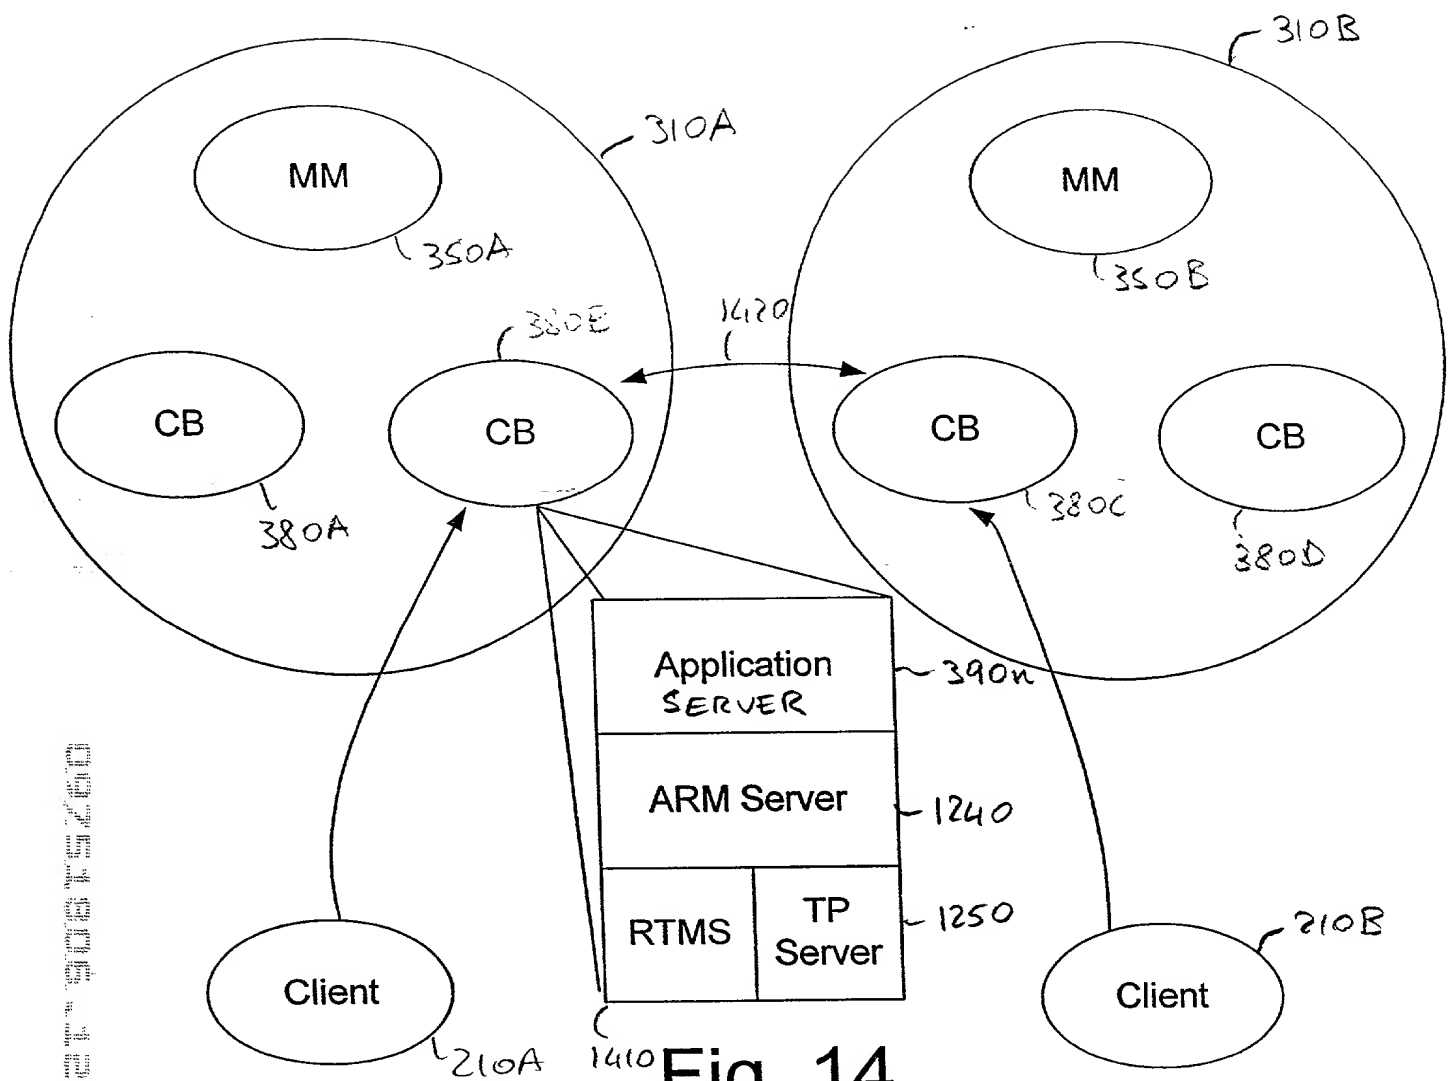 310B
310A
MM
MM
350A
350B
1420
CB
CB
CB
CB
380A
380C
380D
Application
SERVER
390n
ARM Server
1240
RTMS
TP
Server
1250
Client
210A
1410
Client
210B
Fig. 14